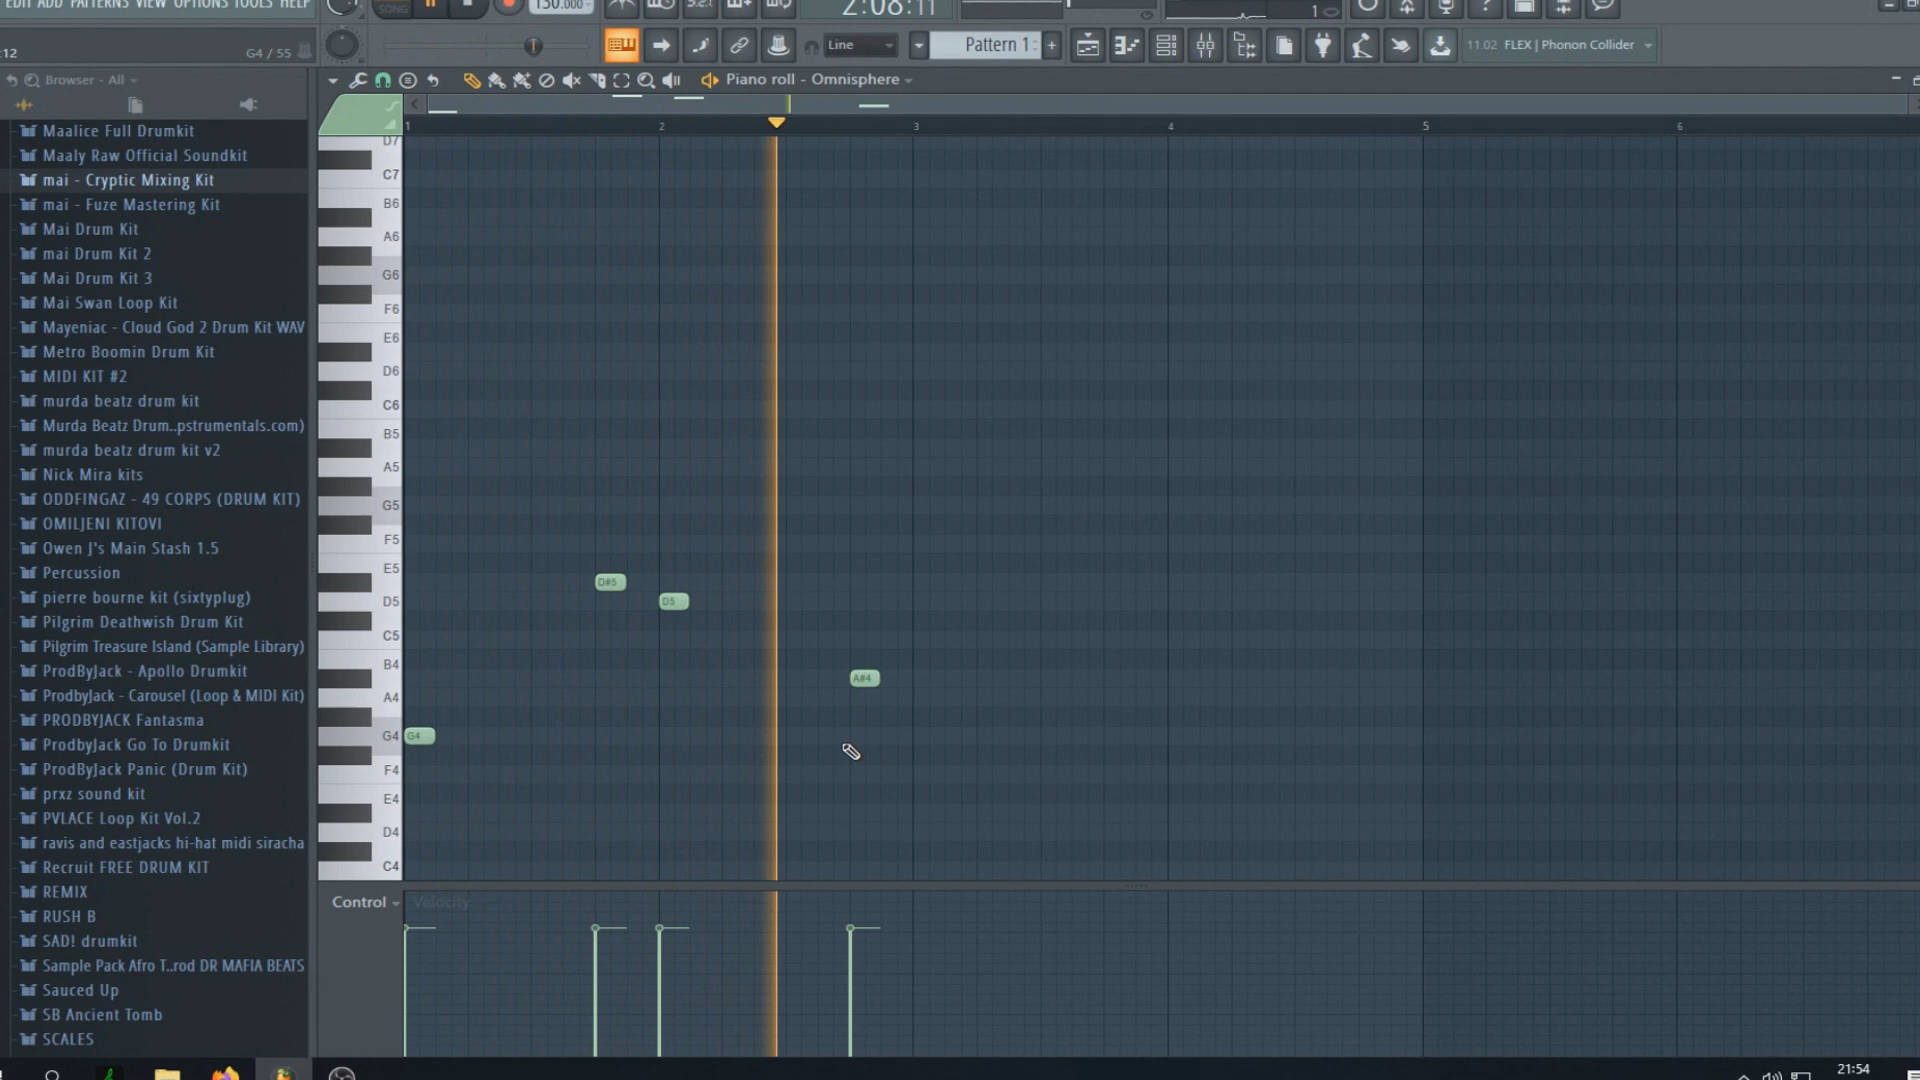 EDIT ADD PATTERNS VIEW OPTIONS TOOLS HELP
SONG
130.000
3.2.1
2:08:11
1
:12
G4 / 55
Line
Pattern 1
11.02 FLEX | Phonon Collider
Browser - All
Piano roll - Omnisphere
1 2 3 4 5 6
Maalice Full Drumkit
Maaly Raw Official Soundkit
mai - Cryptic Mixing Kit
mai - Fuze Mastering Kit
Mai Drum Kit
mai Drum Kit 2
Mai Drum Kit 3
Mai Swan Loop Kit
Mayeniac - Cloud God 2 Drum Kit WAV
Metro Boomin Drum Kit
MIDI KIT #2
murda beatz drum kit
Murda Beatz Drum..pstrumentals.com)
murda beatz drum kit v2
Nick Mira kits
ODDFINGAZ - 49 CORPS (DRUM KIT)
OMILJENI KITOVI
Owen J's Main Stash 1.5
Percussion
pierre bourne kit (sixtyplug)
Pilgrim Deathwish Drum Kit
Pilgrim Treasure Island (Sample Library)
ProdByJack - Apollo Drumkit
ProdbyJack - Carousel (Loop & MIDI Kit)
PRODBYJACK Fantasma
ProdbyJack Go To Drumkit
ProdByJack Panic (Drum Kit)
prxz sound kit
PVLACE Loop Kit Vol.2
ravis and eastjacks hi-hat midi siracha
Recruit FREE DRUM KIT
REMIX
RUSH B
SAD! drumkit
Sample Pack Afro T..rod DR MAFIA BEATS
Sauced Up
SB Ancient Tomb
SCALES
D7
C7
B6
A6
G6
F6
E6
D6
C6
B5
A5
G5
F5
E5
D#5
D5
D5
C5
B4
A#4
A4
G4
G4
F4
E4
D4
C4
Control
Velocity
21:54